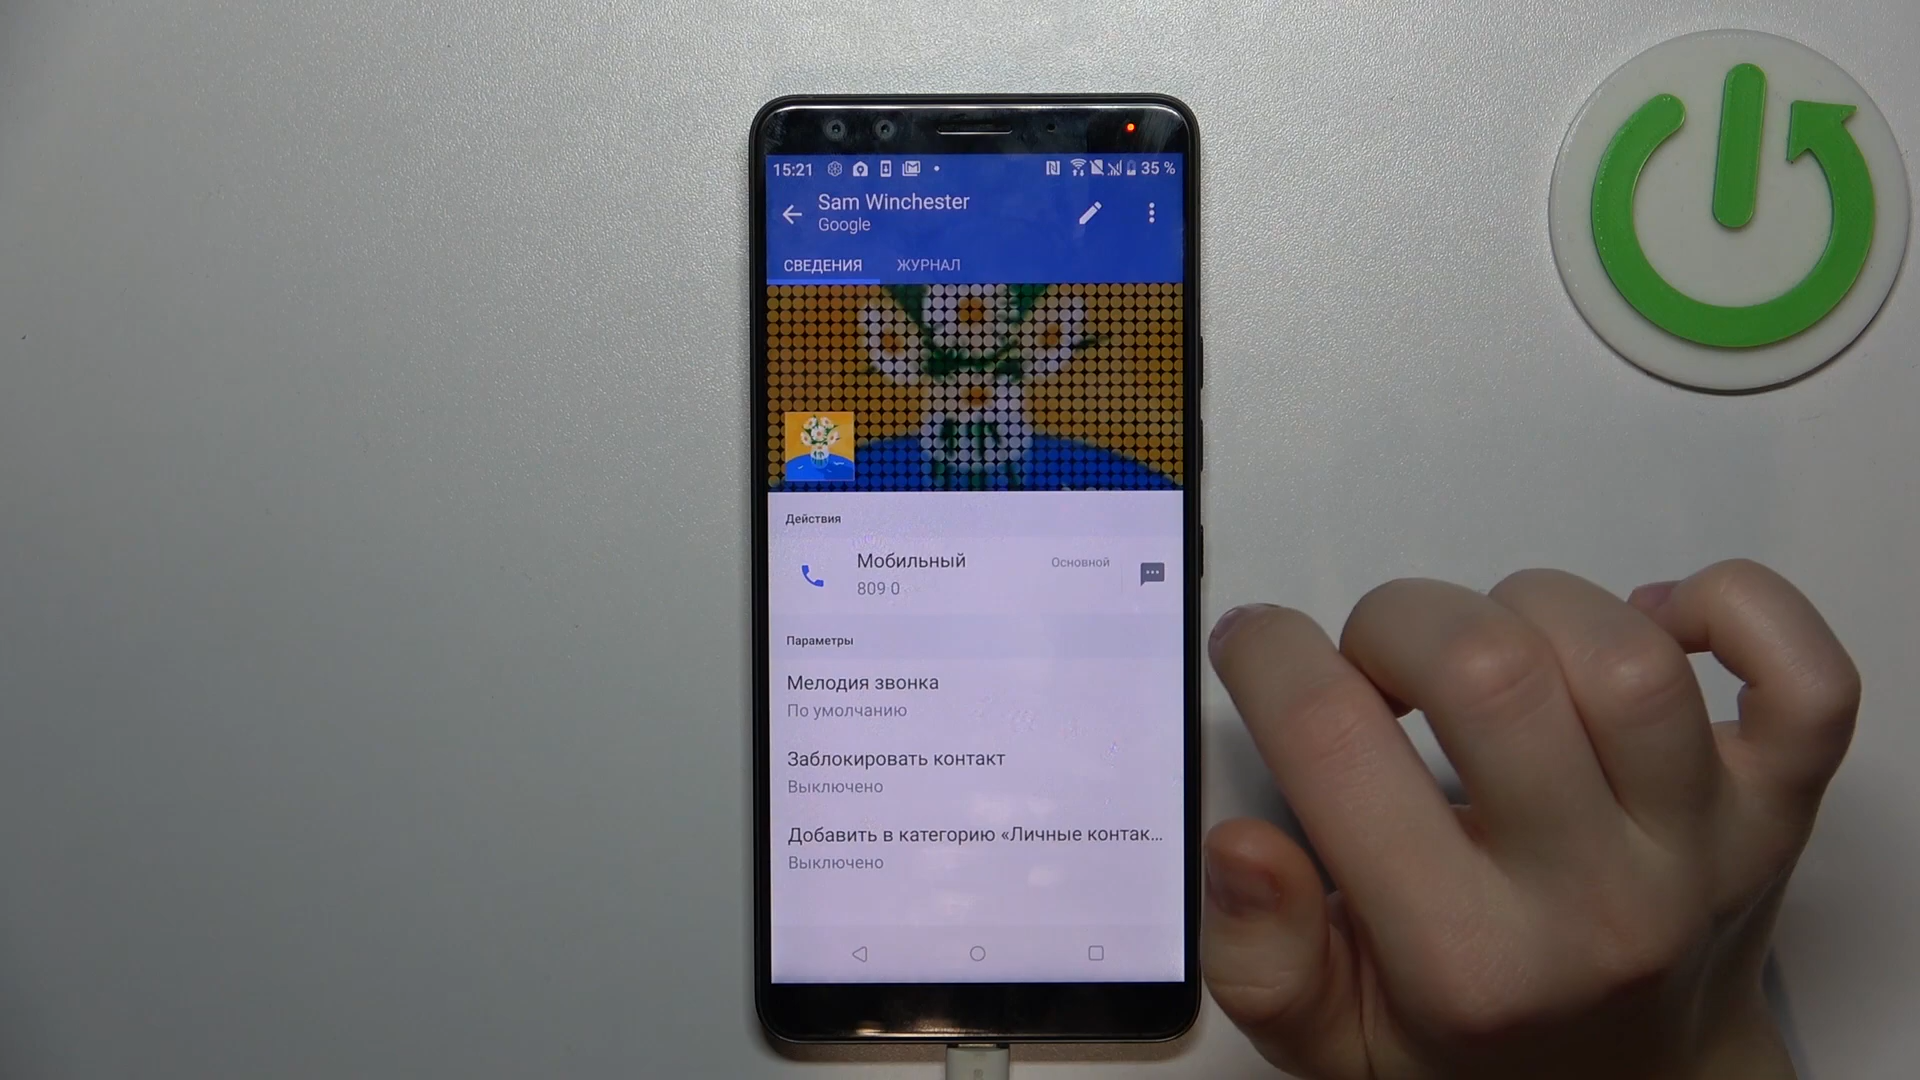 15:21
35 %
Sam Winchester
Google
СВЕДЕНИЯ
ЖУРНАЛ
Действия
Мобильный
Основной
809 0
Параметры
Мелодия звонка
По умолчанию
Заблокировать контакт
Выключено
Добавить в категорию «Личные контак...
Выключено